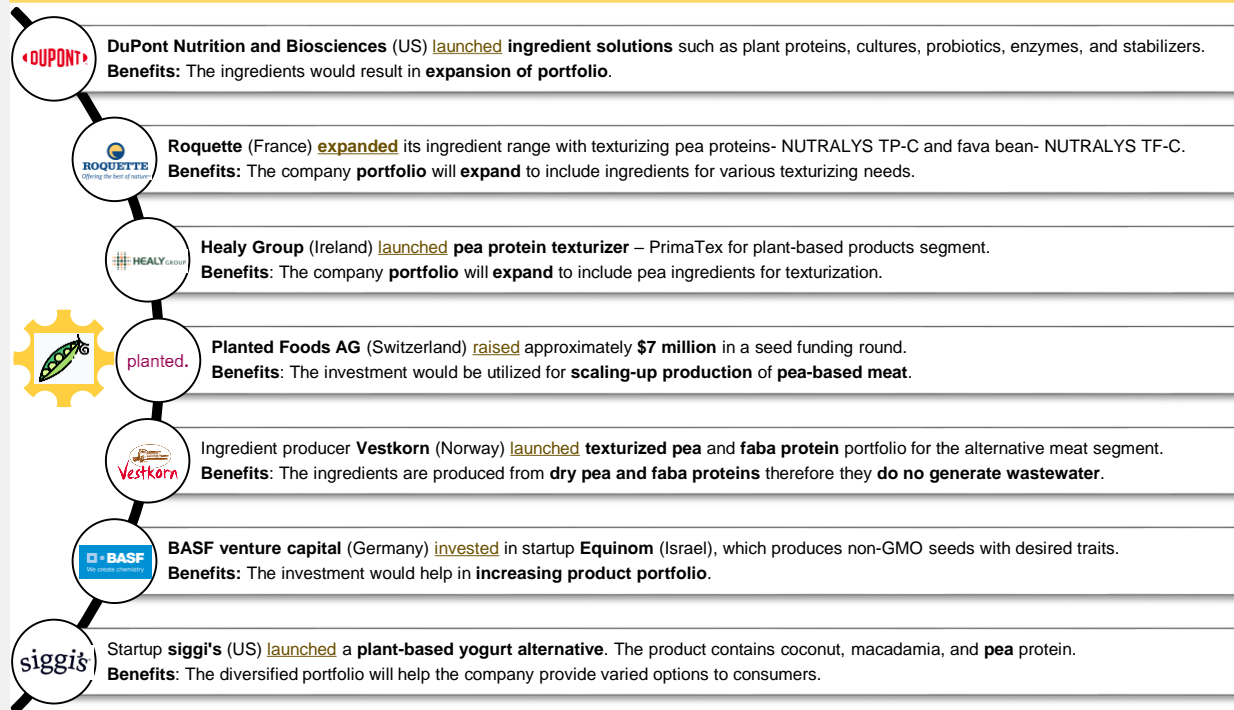 DUPONT
DuPont Nutrition and Biosciences (US) launched ingredient solutions such as plant proteins, cultures, probiotics, enzymes, and stabilizers.
Benefits: The ingredients would result in expansion of portfolio.
ROQUETTE
Offering the best of nature
Roquette (France) expanded its ingredient range with texturizing pea proteins- NUTRALYS TP-C and fava bean- NUTRALYS TF-C.
Benefits: The company portfolio will expand to include ingredients for various texturizing needs.
HEALY GROUP
Healy Group (Ireland) launched pea protein texturizer – PrimaTex for plant-based products segment.
Benefits: The company portfolio will expand to include pea ingredients for texturization.
planted.
Planted Foods AG (Switzerland) raised approximately $7 million in a seed funding round.
Benefits: The investment would be utilized for scaling-up production of pea-based meat.
Vestkorn
Ingredient producer Vestkorn (Norway) launched texturized pea and faba protein portfolio for the alternative meat segment.
Benefits: The ingredients are produced from dry pea and faba proteins therefore they do no generate wastewater.
BASF
We create chemistry
BASF venture capital (Germany) invested in startup Equinom (Israel), which produces non-GMO seeds with desired traits.
Benefits: The investment would help in increasing product portfolio.
siggi's
Startup siggi's (US) launched a plant-based yogurt alternative. The product contains coconut, macadamia, and pea protein.
Benefits: The diversified portfolio will help the company provide varied options to consumers.